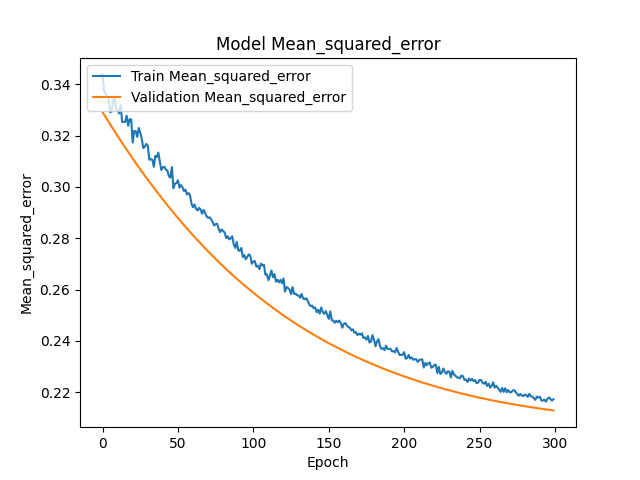 Model Mean_squared_error
Train Mean_squared_error
Validation Mean_squared_error
0.34
0.32
0.30
0.28
0.26
0.24
0.22
Mean_squared_error
0 50 100 150 200 250 300
Epoch